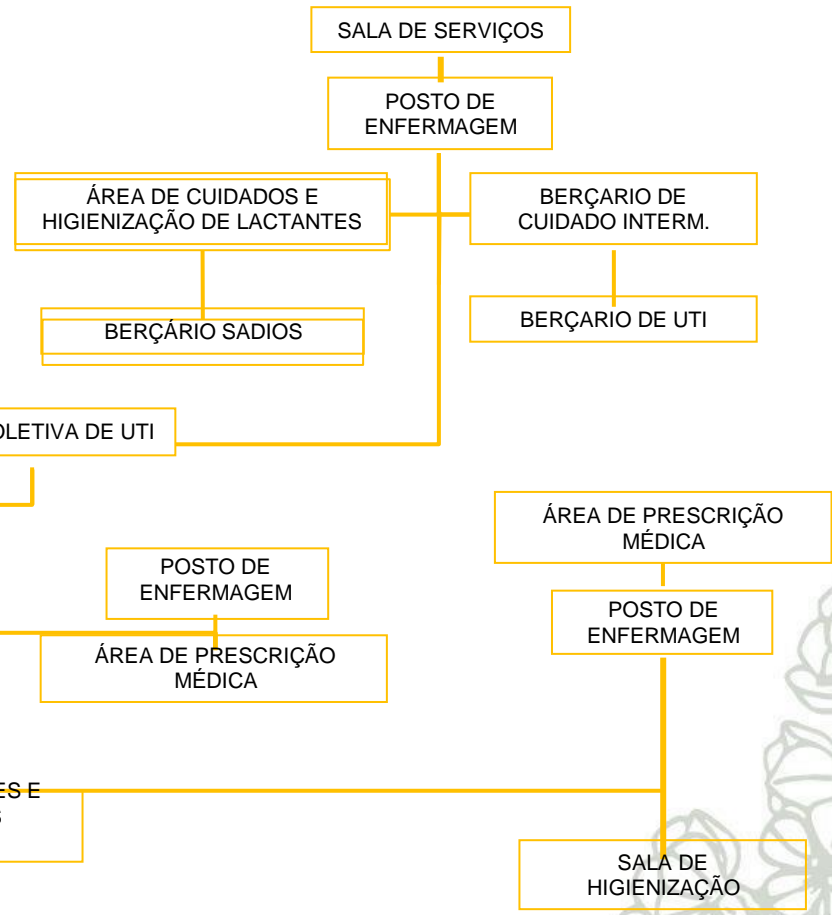 SALA DE SERVIÇOS
POSTO DE
ENFERMAGEM
ÁREA DE CUIDADOS E
HIGIENIZAÇÃO DE LACTANTES
BERÇARIO DE
CUIDADO INTERM.
BERÇÁRIO SADIOS
BERÇARIO DE UTI
OLETIVA DE UTI
ÁREA DE PRESCRIÇÃO
MÉDICA
POSTO DE
ENFERMAGEM
POSTO DE
ENFERMAGEM
ÁREA DE PRESCRIÇÃO
MÉDICA
ES E
S
SALA DE
HIGIENIZAÇÃO